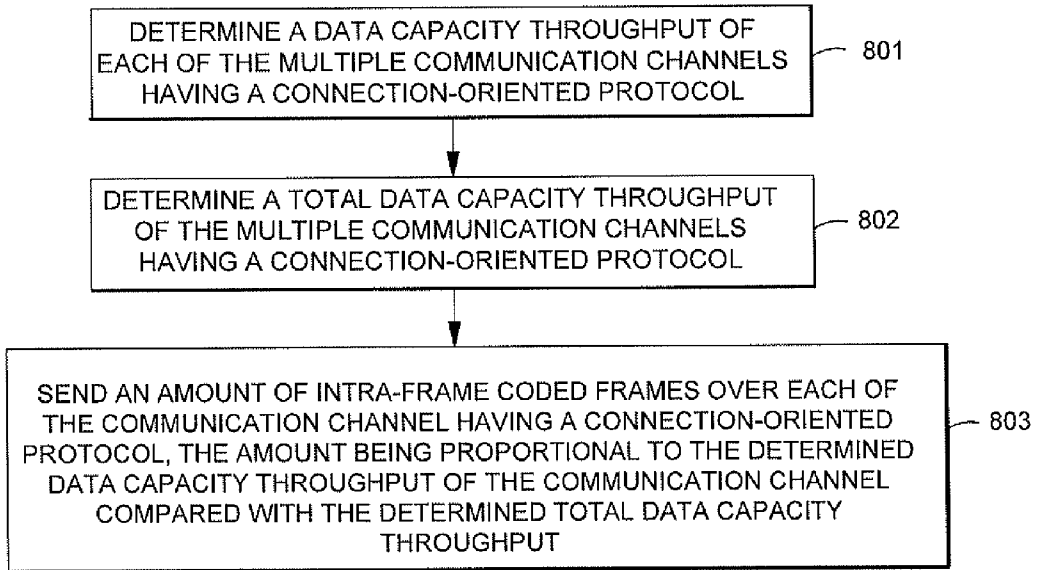 DETERMINE A DATA CAPACITY THROUGHPUT OF
EACH OF THE MULTIPLE COMMUNICATION CHANNELS
HAVING A CONNECTION-ORIENTED PROTOCOL
801
DETERMINE A TOTAL DATA CAPACITY THROUGHPUT
OF THE MULTIPLE COMMUNICATION CHANNELS
HAVING A CONNECTION-ORIENTED PROTOCOL
802
SEND AN AMOUNT OF INTRA-FRAME CODED FRAMES OVER EACH OF
THE COMMUNICATION CHANNEL HAVING A CONNECTION-ORIENTED
PROTOCOL, THE AMOUNT BEING PROPORTIONAL TO THE DETERMINED
DATA CAPACITY THROUGHPUT OF THE COMMUNICATION CHANNEL
COMPARED WITH THE DETERMINED TOTAL DATA CAPACITY
THROUGHPUT
803